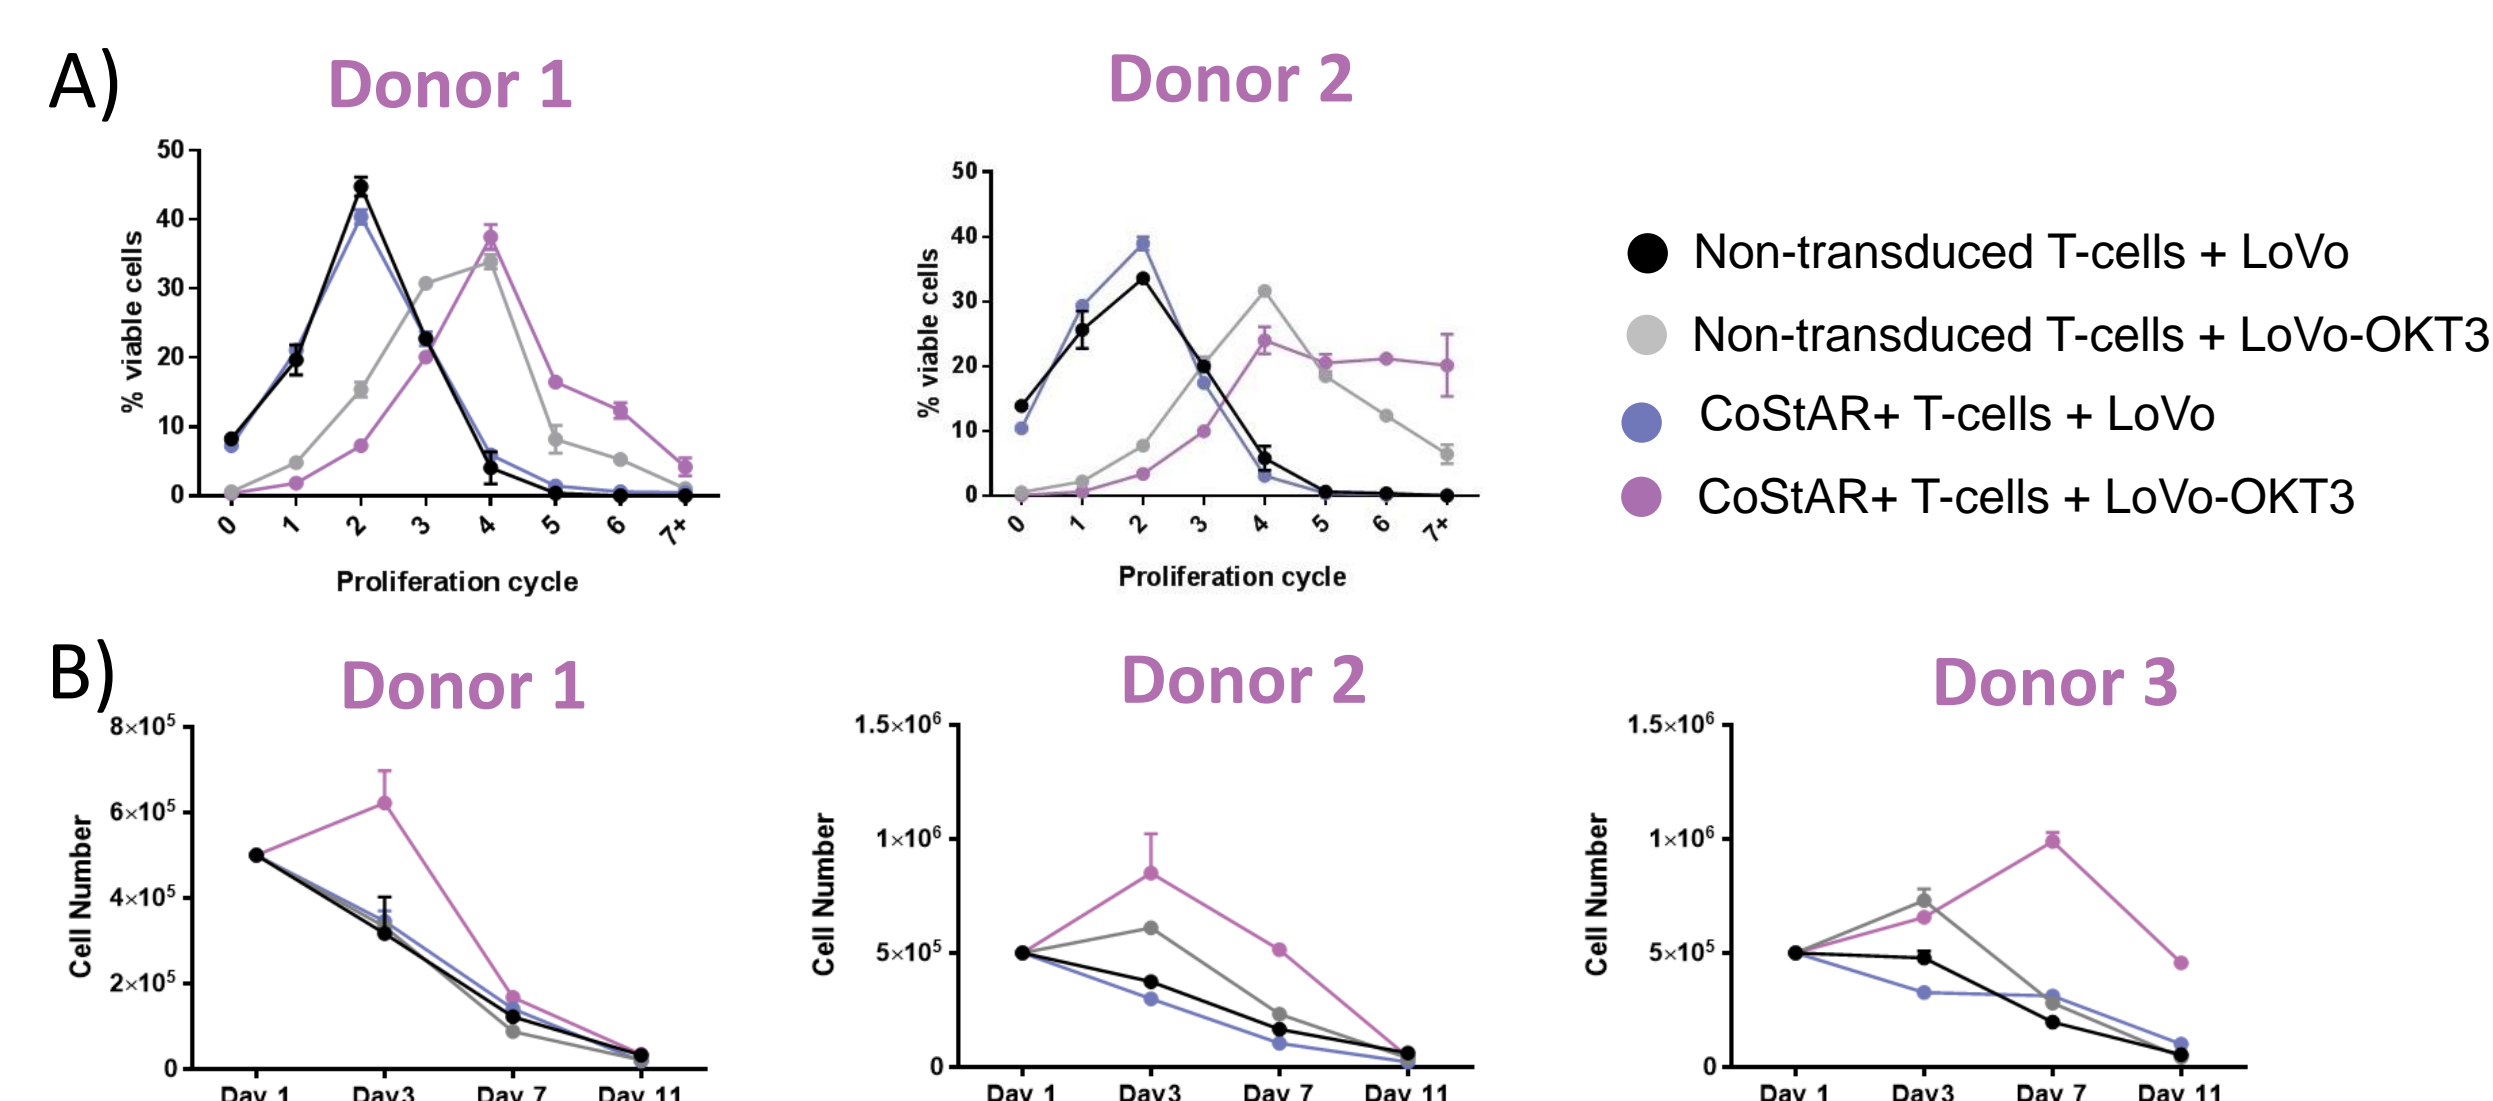 A)
Donor 1
Donor 2
50
40
30
20
10
0
% viable cells
0 1 2 3 4 5 6 7+
Proliferation cycle
50
40
30
20
10
0
% viable cells
0 1 2 3 4 5 6 7+
Proliferation cycle
Non-transduced T-cells + LoVo
Non-transduced T-cells + LoVo-OKT3
CoStAR+ T-cells + LoVo
CoStAR+ T-cells + LoVo-OKT3
B)
Donor 1
Donor 2
Donor 3
8×10⁵
6×10⁵
4×10⁵
2×10⁵
0
Cell Number
Day 1 Day3 Day 7 Day 11
1.5×10⁶
1×10⁶
5×10⁵
0
Cell Number
Day 1 Day3 Day 7 Day 11
1.5×10⁶
1×10⁶
5×10⁵
0
Cell Number
Day 1 Day3 Day 7 Day 11